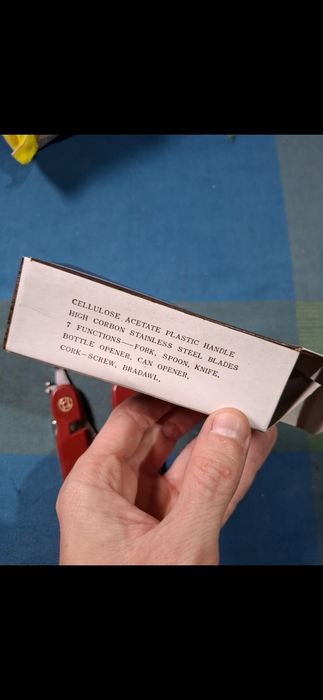 CELLULOSE ACETATE PLASTIC HANDLE
HIGH CORBON STAINLESS STEEL BLADES
7 FUNCTIONS—FORK, SPOON, KNIFE,
BOTTLE OPENER, CAN OPENER,
CORK—SCREW, BRADAWL.